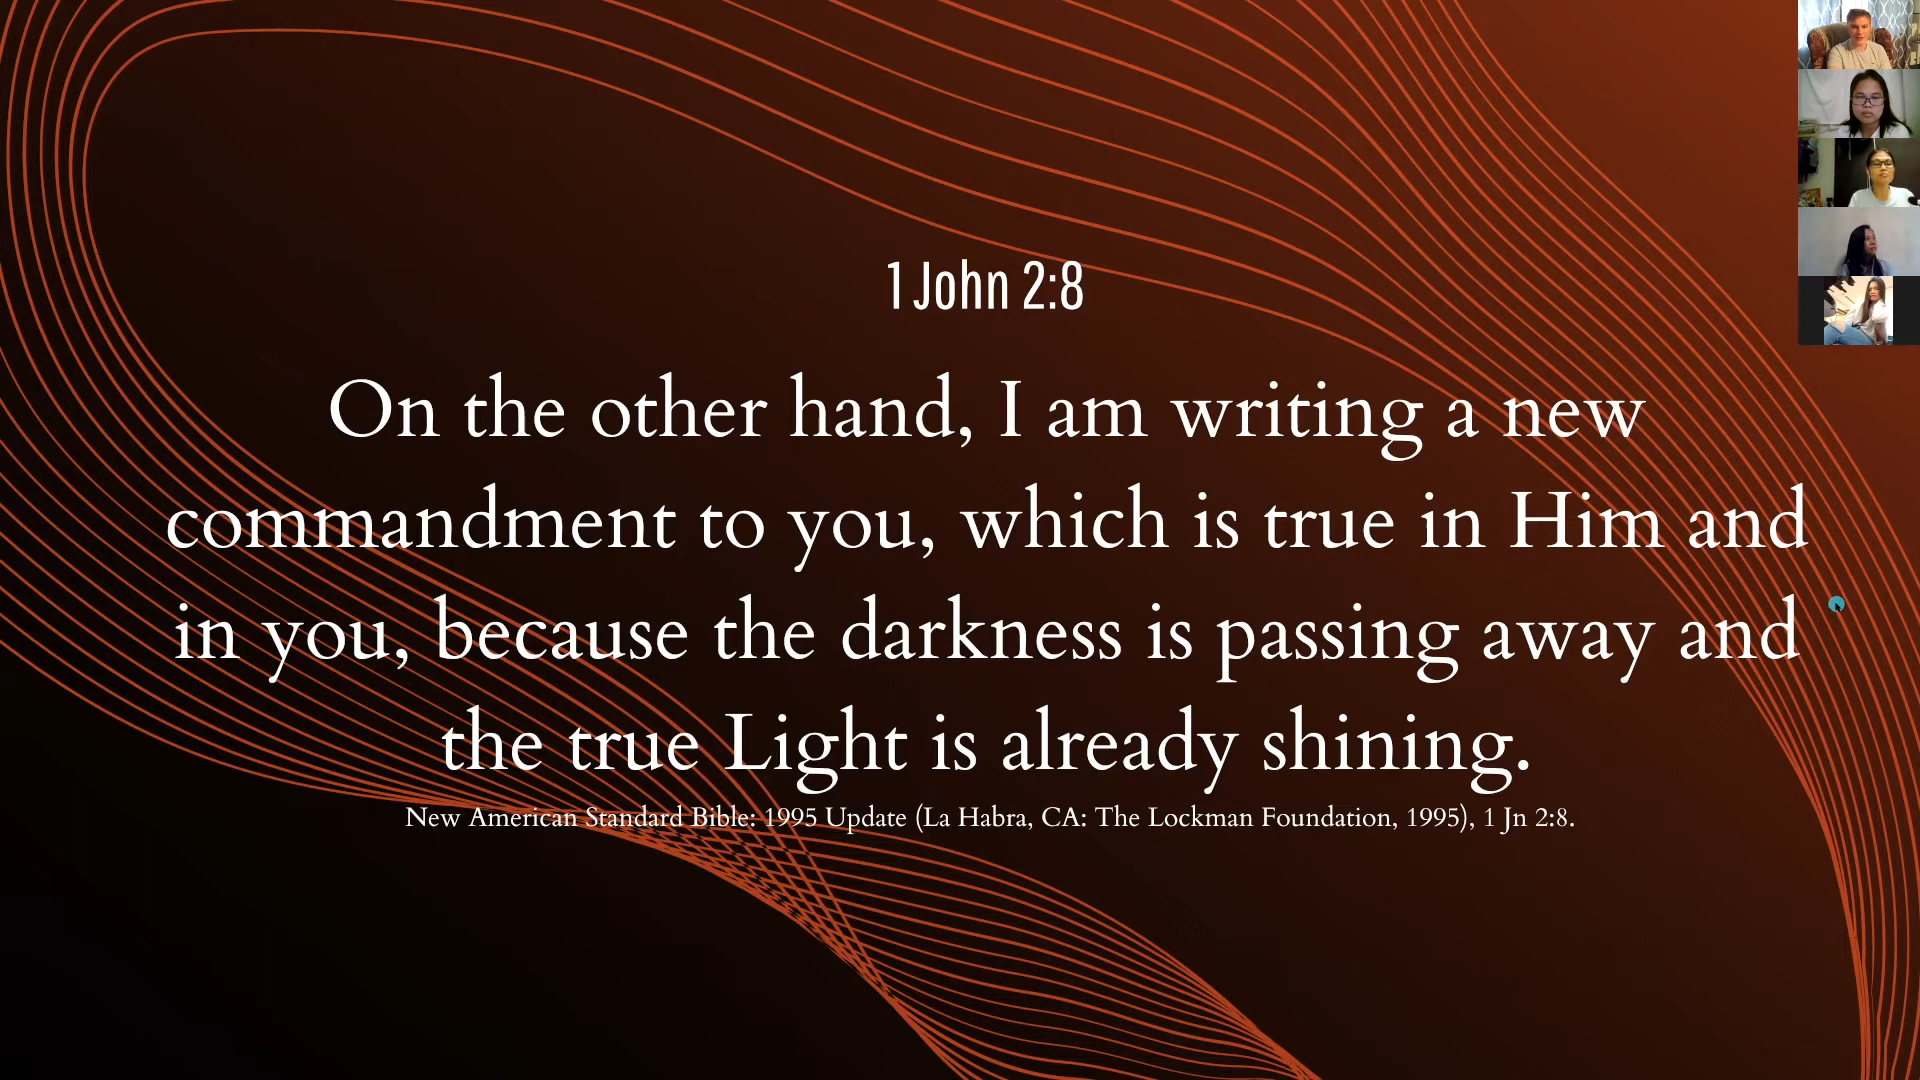 1 John 2:8
On the other hand, I am writing a new
commandment to you, which is true in Him and
in you, because the darkness is passing away and
the true Light is already shining.
New American Standard Bible: 1995 Update (La Habra, CA: The Lockman Foundation, 1995), 1 Jn 2:8.